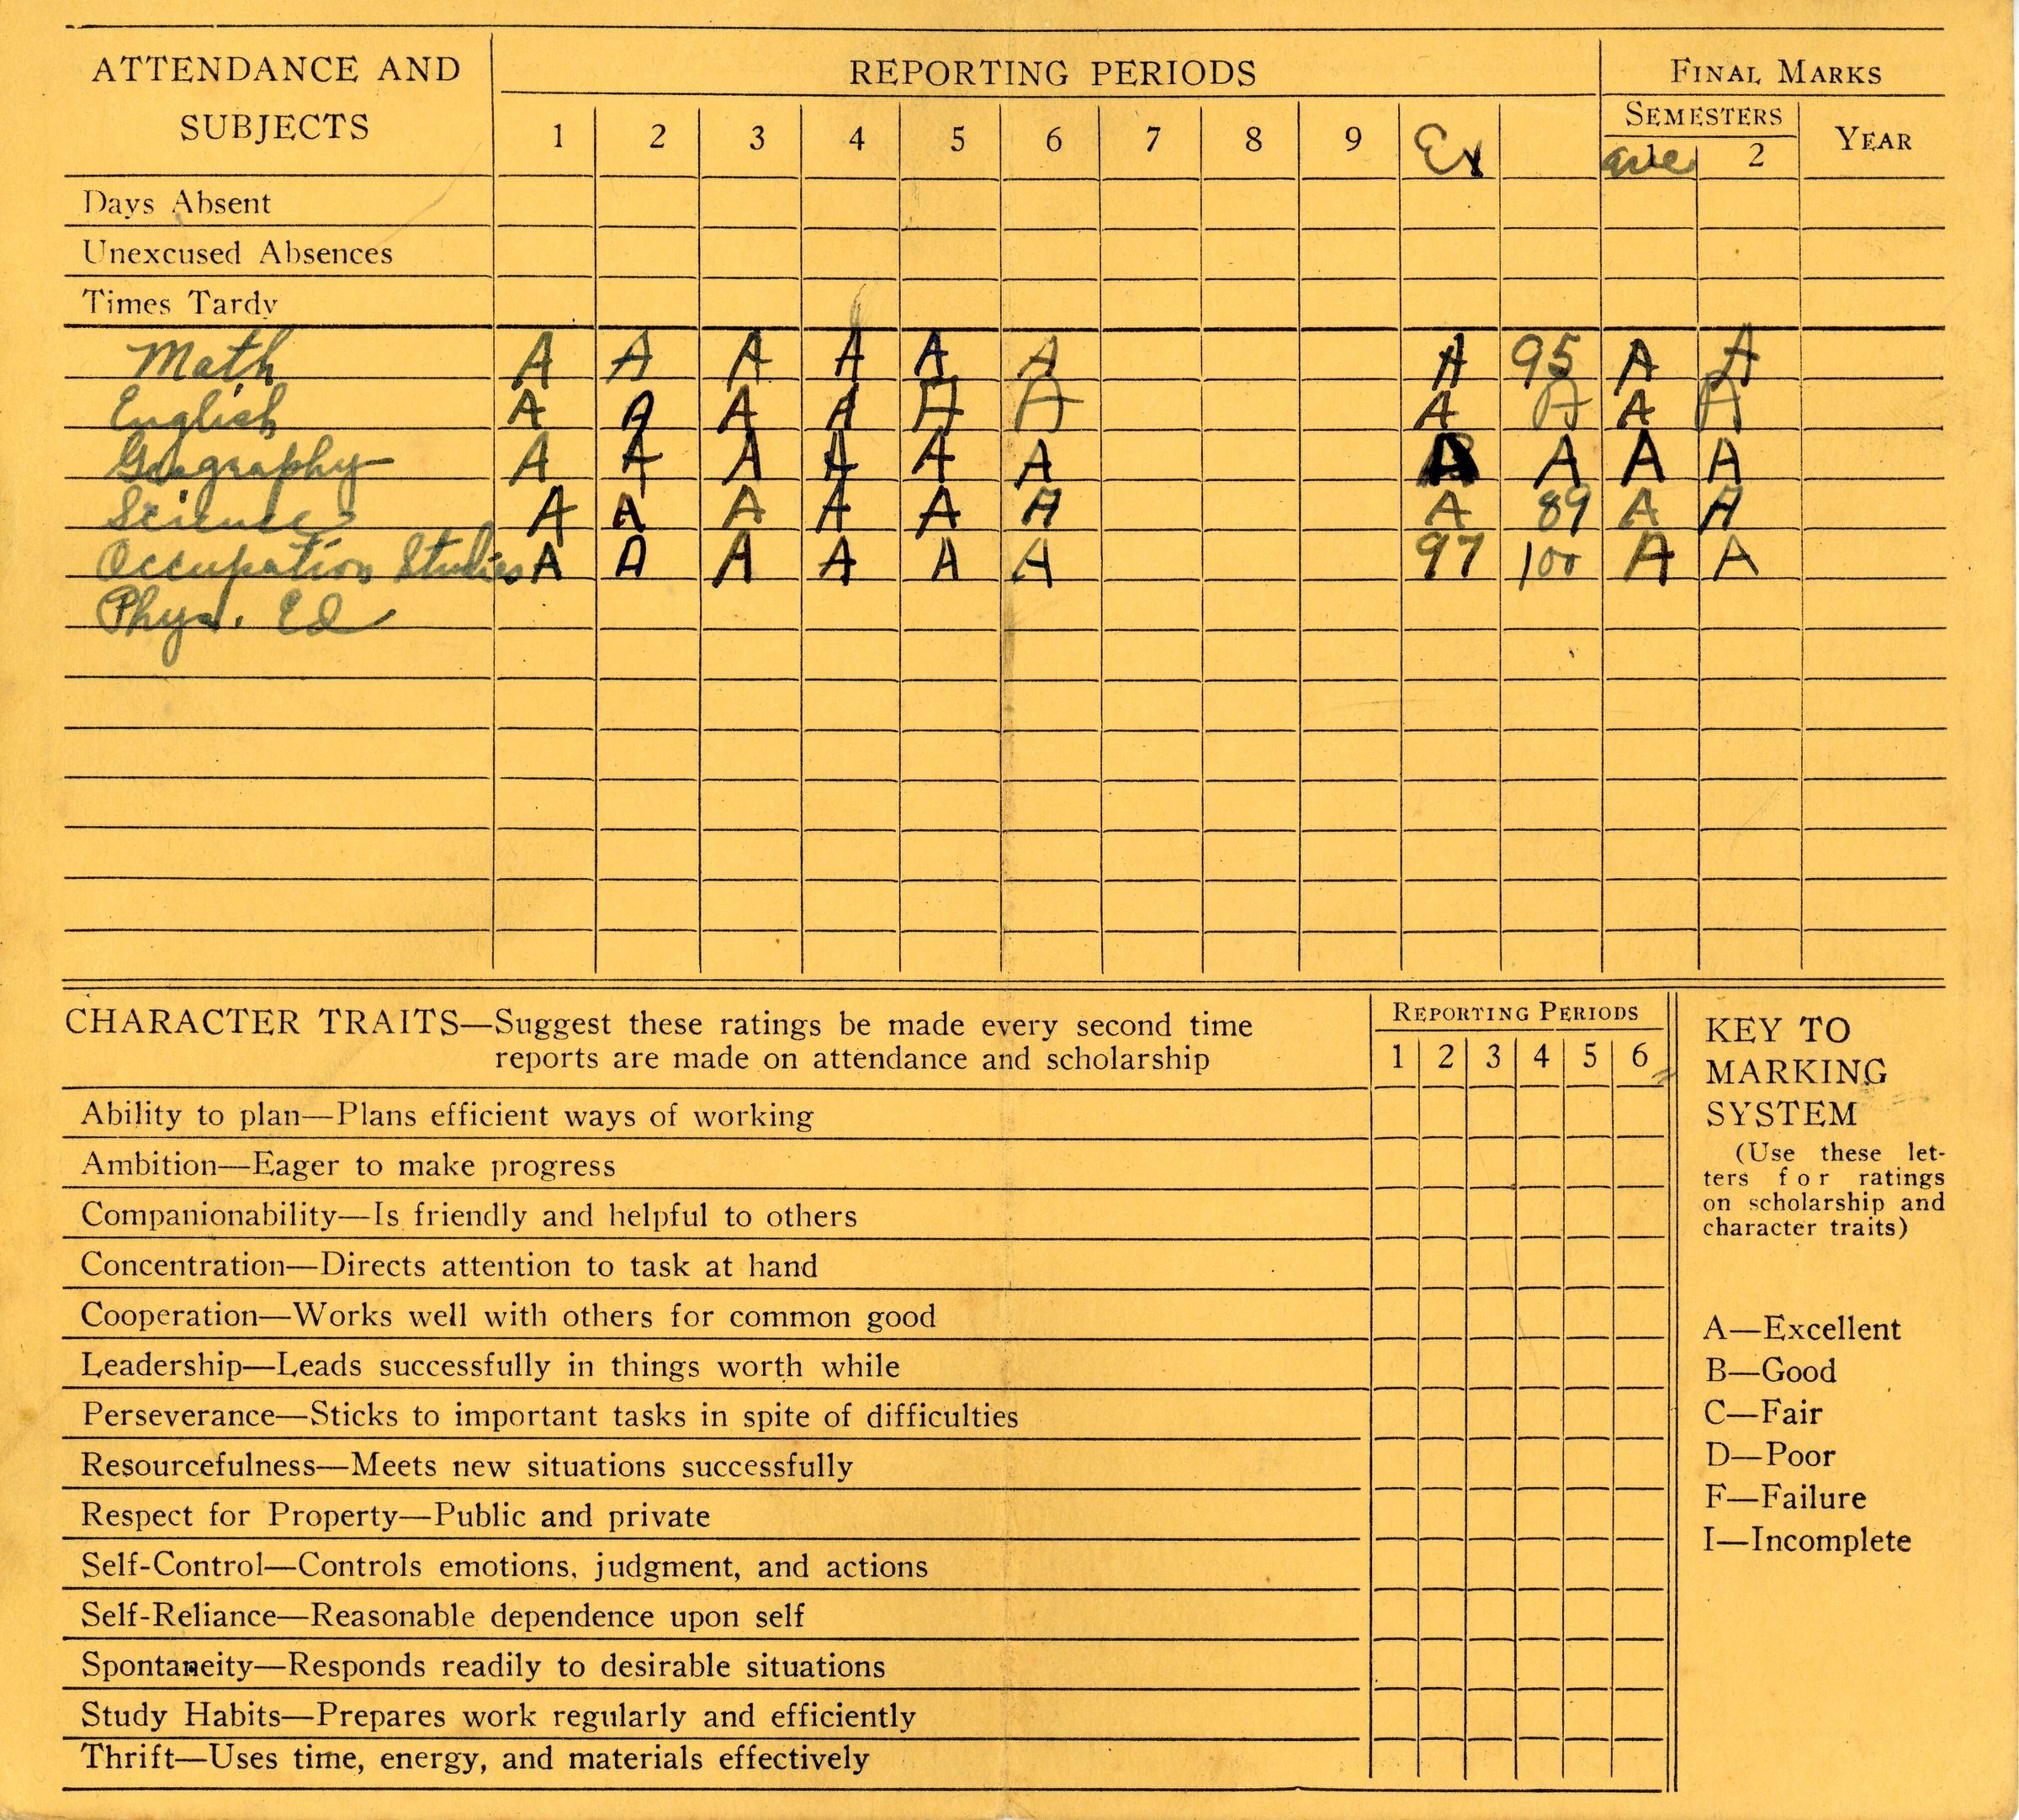 ATTENDANCE AND SUBJECTS REPORTING PERIODS FINAL MARKS
SEMESTERS
1 2 3 4 5 6 7 8 9 Ex ave 2 YEAR
Days Absent
Unexcused Absences
Times Tardy
Math A A A A A A A 95 A A
English A A A A A A A A A A
Geography A A A A A A A A A A
Science A A A A A A A 89 A A
Occupation Studies A A A A A A 97 100 A A
Phys. Ed
CHARACTER TRAITS—Suggest these ratings be made every second time
reports are made on attendance and scholarship
REPORTING PERIODS
1 2 3 4 5 6
Ability to plan—Plans efficient ways of working
Ambition—Eager to make progress
Companionability—Is friendly and helpful to others
Concentration—Directs attention to task at hand
Cooperation—Works well with others for common good
Leadership—Leads successfully in things worth while
Perseverance—Sticks to important tasks in spite of difficulties
Resourcefulness—Meets new situations successfully
Respect for Property—Public and private
Self-Control—Controls emotions, judgment, and actions
Self-Reliance—Reasonable dependence upon self
Spontaneity—Responds readily to desirable situations
Study Habits—Prepares work regularly and efficiently
Thrift—Uses time, energy, and materials effectively
KEY TO
MARKING
SYSTEM
(Use these let-
ters for ratings
on scholarship and
character traits)
A—Excellent
B—Good
C—Fair
D—Poor
F—Failure
I—Incomplete